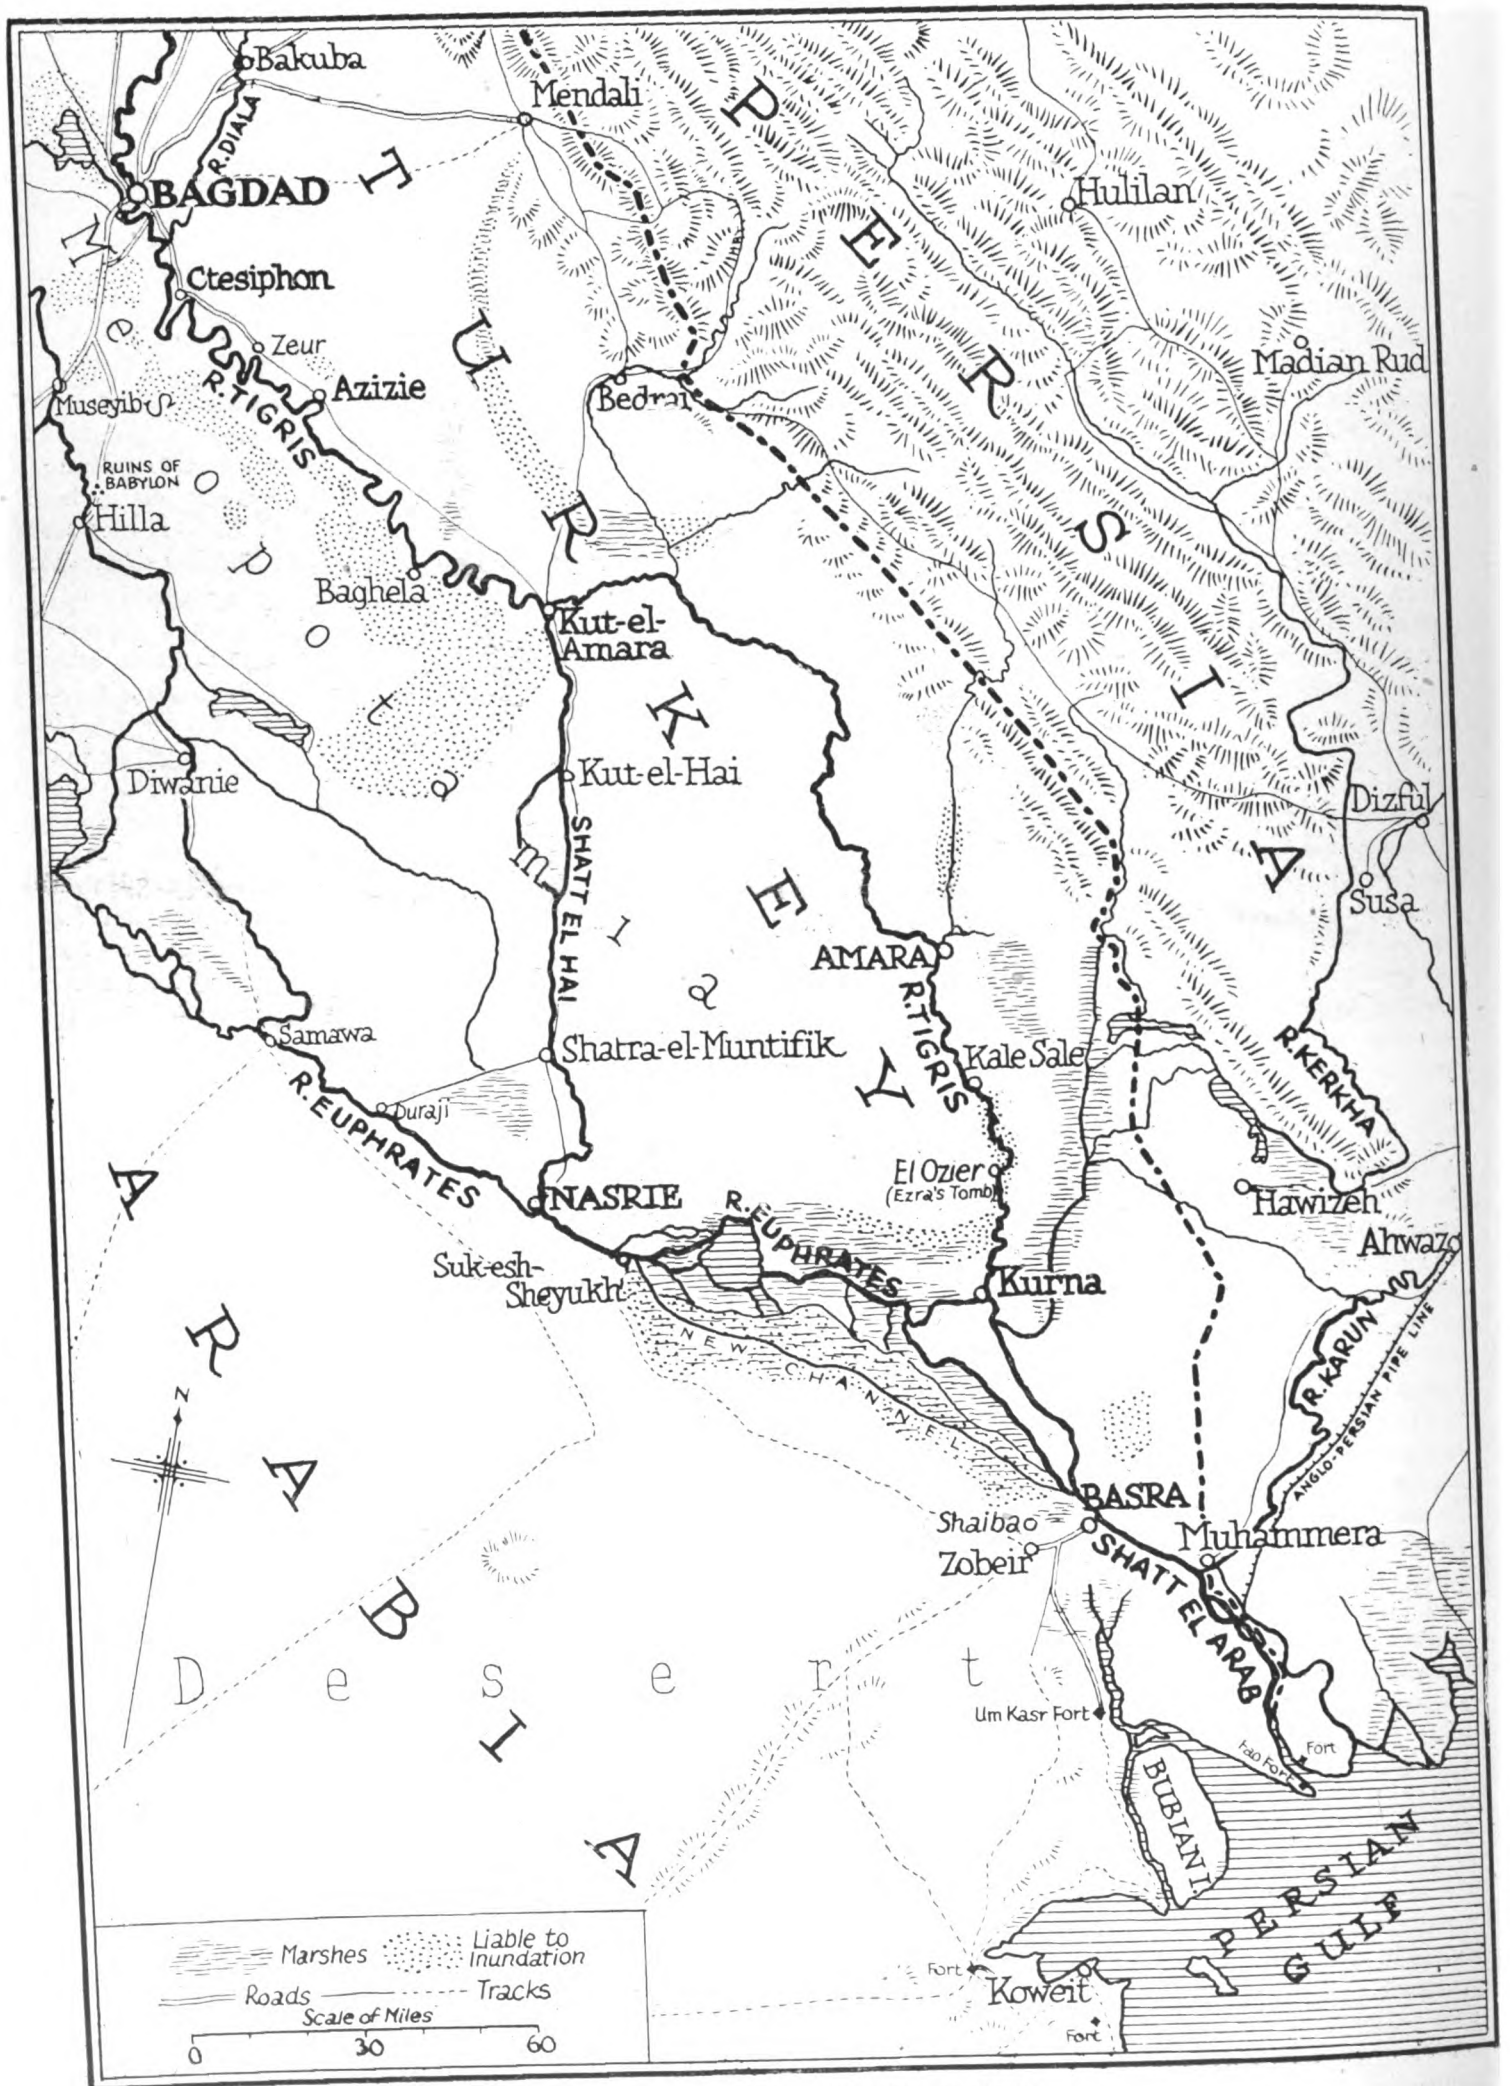 Bakuba
Mendali
R. DIALA
BAGDAD
Hulilan
Ctesiphon
Zeur
Azizie
Madian Rud
Museyib
R. TIGRIS
Bedrai
RUINS OF
BABYLON
Hilla
Baghela
Kut-el-
Amara
Diwanie
Kut-el-Hai
Dizful
Susa
SHATT EL HAI
AMARA
R. TIGRIS
Samawa
Shatra-el-Muntifik
Kale Sale
R. KERKHA
R. EUPHRATES
Duraji
El Ozier
(Ezra's Tomb)
NASRIE
R. EUPHRATES
Hawizeh
Ahwaz
Suk-esh-
Sheyukh
Kurna
NEW CHANNEL
R. KARUN
ANGLO-PERSIAN PIPE LINE
N
BASRA
Shaiba
Zobeir
Muhammera
SHATT EL ARAB
Um Kasr Fort
Fao Fort
Fort
BUBIAN I.
PERSIAN
GULF
Fort
Koweit
Fort
TURKEY
PERSIA
Mesopotamia
ARABIA
Desert
Marshes
Liable to
Inundation
Roads
Tracks
Scale of Miles
0 30 60